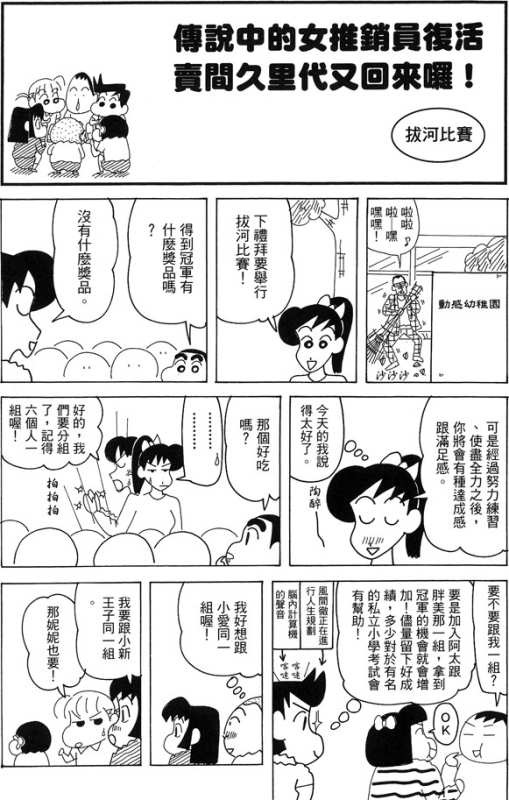 傳說中的女推銷員復活
賣間久里代又回來囉！
拔河比賽
啦啦
啦～嘿
嘿嘿！
動感幼稚園
沙沙沙
下禮拜要舉行
拔河比賽！
得到冠軍有
什麼獎品嗎
？
沒有什麼獎品。
可是經過努力練習
、使盡全力之後，
你將會有種達成感
跟滿足感。
今天的我說
得太好了。
陶醉
那個好吃
嗎？
………
………
好的，我
們要分組
了，記得
六個人一
組喔！
拍拍拍
要不要跟我一組？
OK
要是加入阿太跟
胖美那一組，拿到
冠軍的機會就會增
加！儘量留下好成
績，多少對於有名
的私立小學考試會
有幫助！
風間徹正在進
行人生規劃
腦內計算機
的聲音
喀噠
喀噠
我好想跟
小愛同一
組喔！
我要跟小新
王子同一組
。
那妮妮也要！